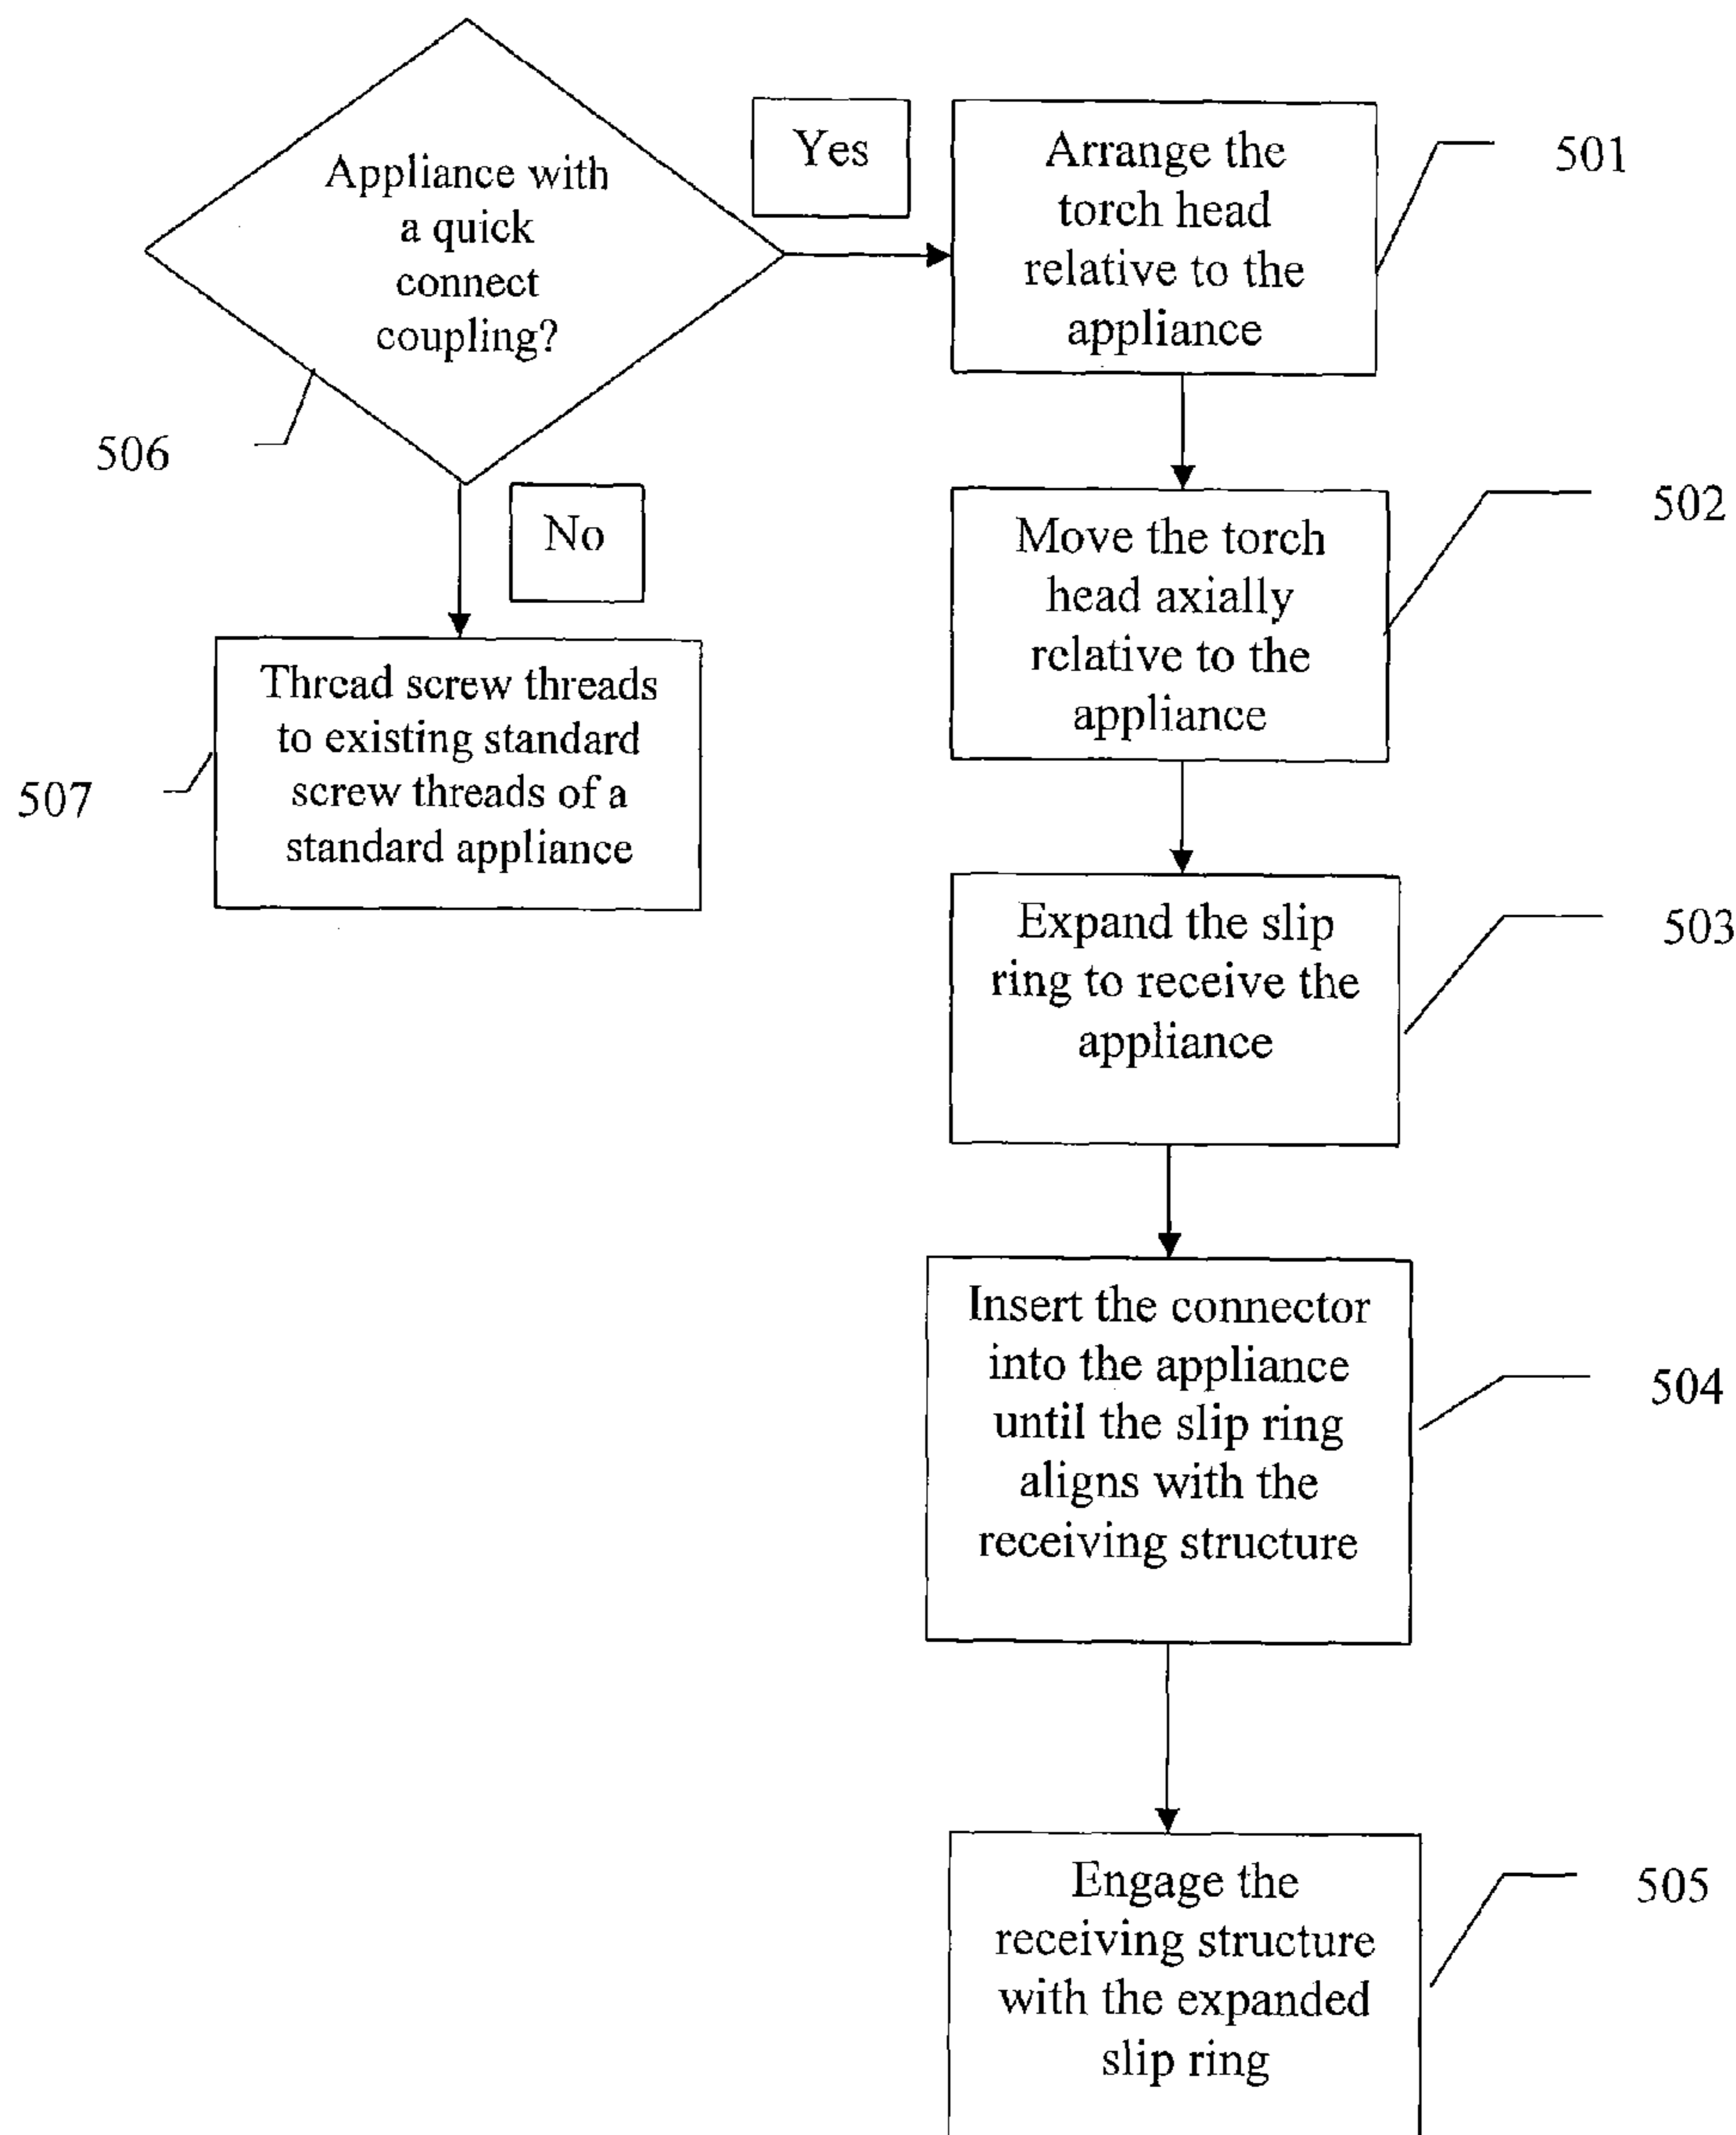 Appliance with
a quick
connect
coupling?
506
Yes
No
Thread screw threads
to existing standard
screw threads of a
standard appliance
507
Arrange the
torch head
relative to the
appliance
501
Move the torch
head axially
relative to the
appliance
502
Expand the slip
ring to receive the
appliance
503
Insert the connector
into the appliance
until the slip ring
aligns with the
receiving structure
504
Engage the
receiving structure
with the expanded
slip ring
505